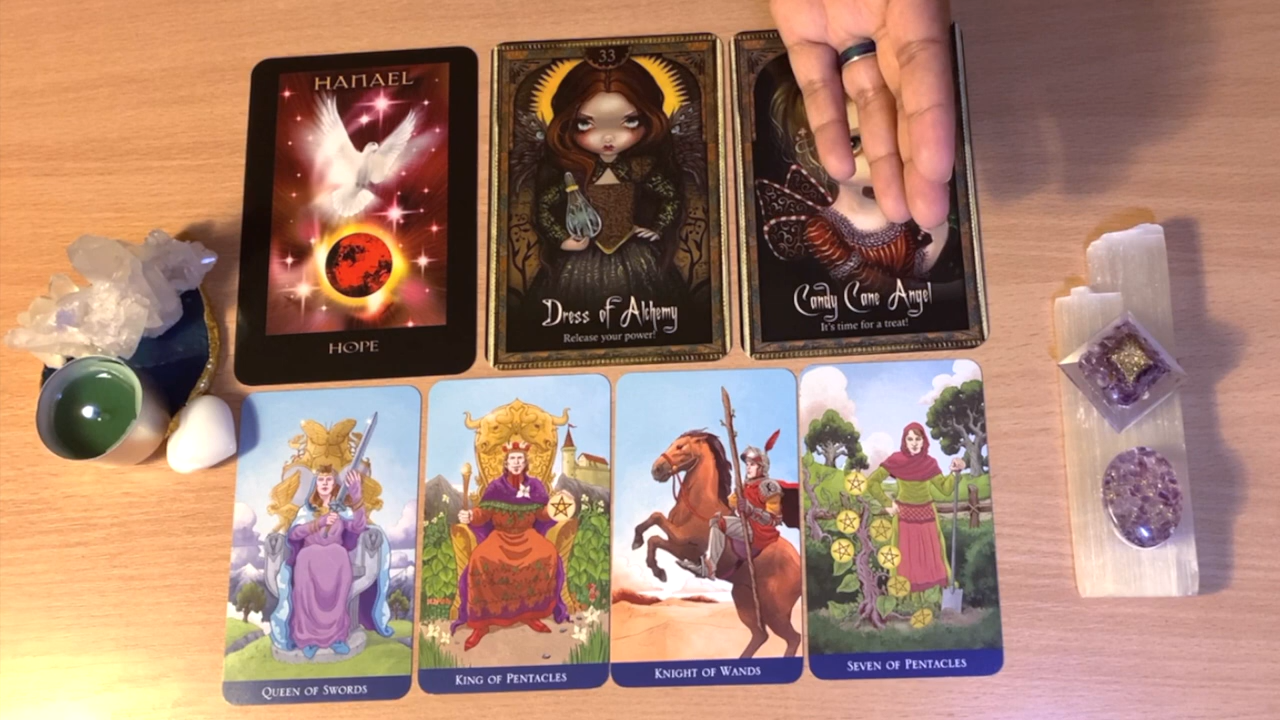 HANAEL
HOPE
33
Dress of Alchemy
Release your power!
Candy Cane Angel
It's time for a treat!
Queen of Swords
King of Pentacles
Knight of Wands
Seven of Pentacles